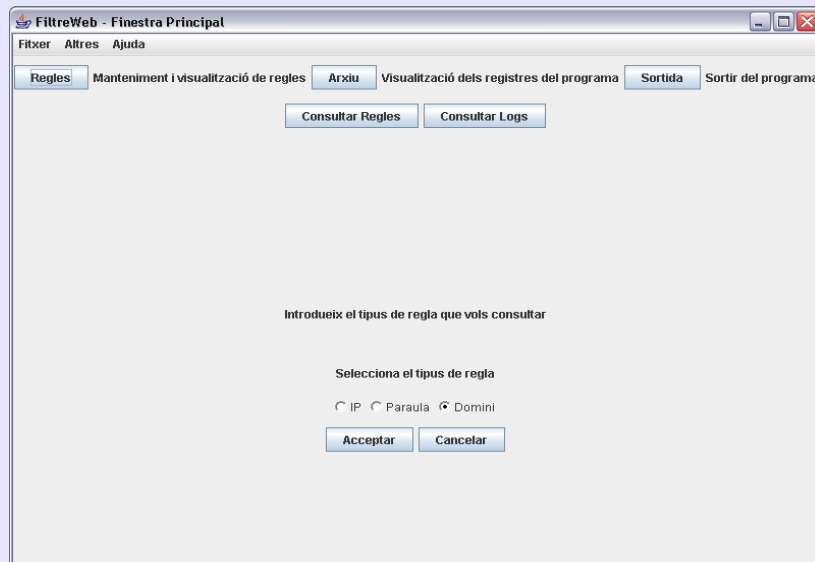 FiltreWeb - Finestra Principal
Fitxer Altres Ajuda
Regles Manteniment i visualització de regles Arxiu Visualització dels registres del programa Sortida Sortir del programa
Consultar Regles Consultar Logs
Introdueix el tipus de regla que vols consultar
Selecciona el tipus de regla
IP Paraula Domini
Acceptar Cancelar